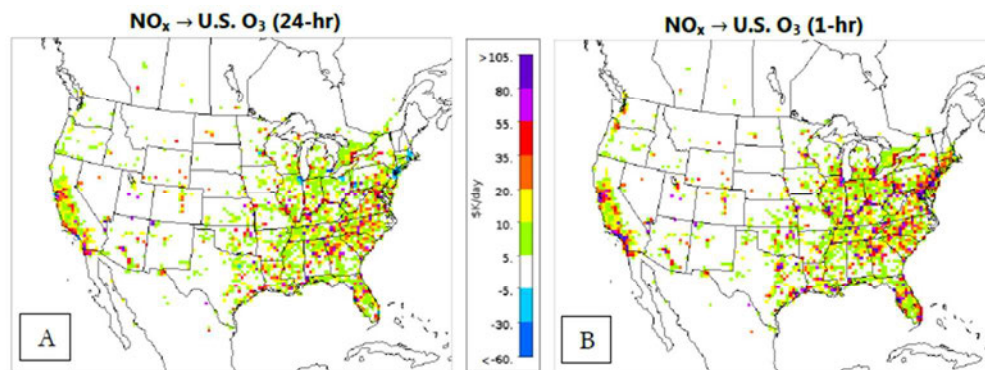 NOₓ → U.S. O₃ (24-hr)
NOₓ → U.S. O₃ (1-hr)
>105.
80.
55.
35.
20.
10.
5.
-5.
-30.
<-60.
$K/day
A
B